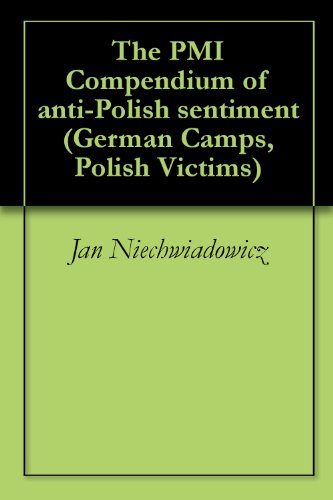 The PMI
Compendium of
anti-Polish sentiment
(German Camps,
Polish Victims)
Jan Niechwiadowicz